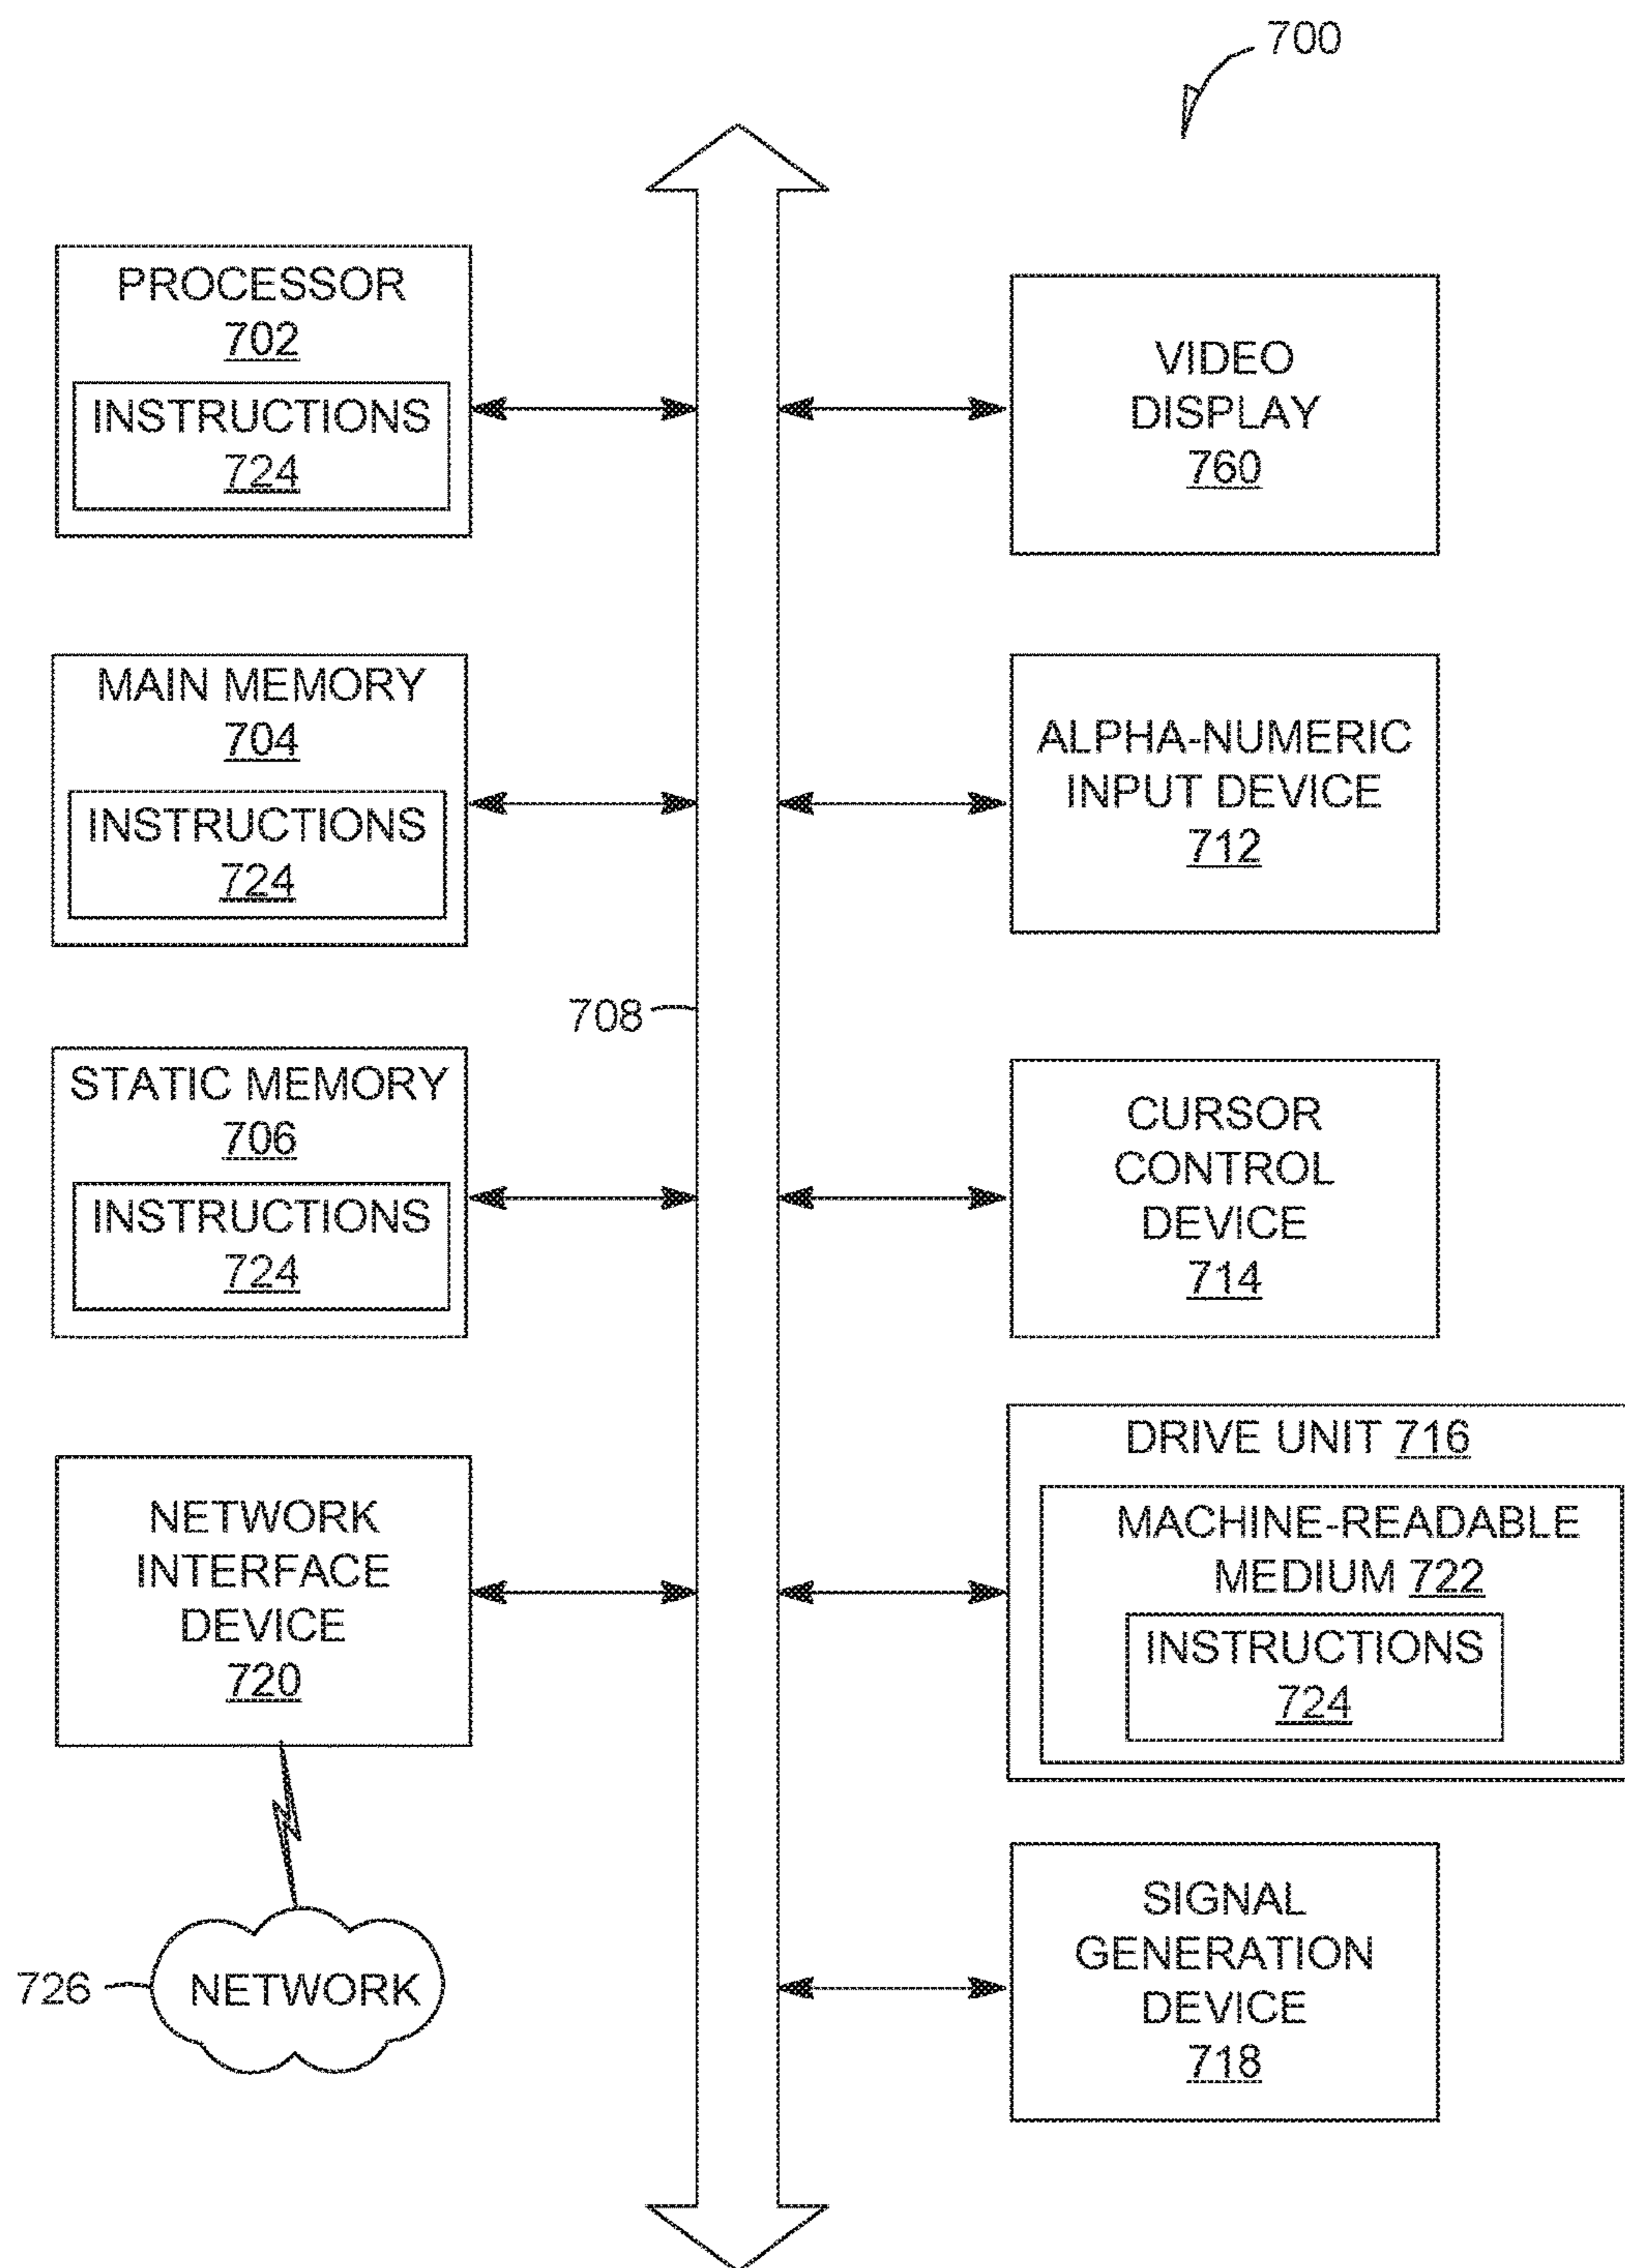 700
PROCESSOR
702
INSTRUCTIONS
724
VIDEO
DISPLAY
760
MAIN MEMORY
704
INSTRUCTIONS
724
ALPHA-NUMERIC
INPUT DEVICE
712
708
STATIC MEMORY
706
INSTRUCTIONS
724
CURSOR
CONTROL
DEVICE
714
NETWORK
INTERFACE
DEVICE
720
DRIVE UNIT 716
MACHINE-READABLE
MEDIUM 722
INSTRUCTIONS
724
726
NETWORK
SIGNAL
GENERATION
DEVICE
718